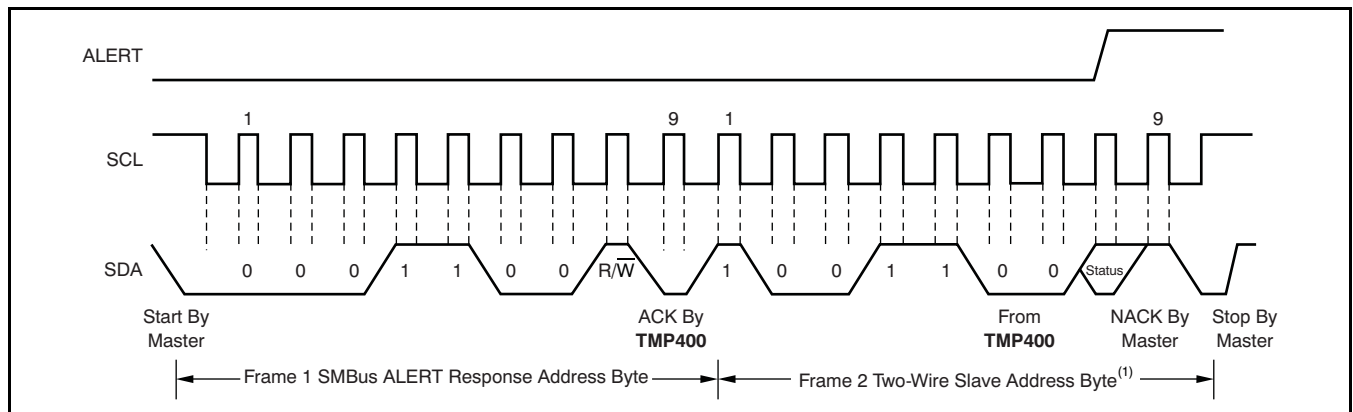 ALERT
1 9 1 9
SCL
SDA 0 0 0 1 1 0 0 R/W̅ 1 0 0 1 1 0 0 Status
Start By ACK By From NACK By Stop By
Master TMP400 TMP400 Master Master
Frame 1 SMBus ALERT Response Address Byte Frame 2 Two-Wire Slave Address Byte(1)